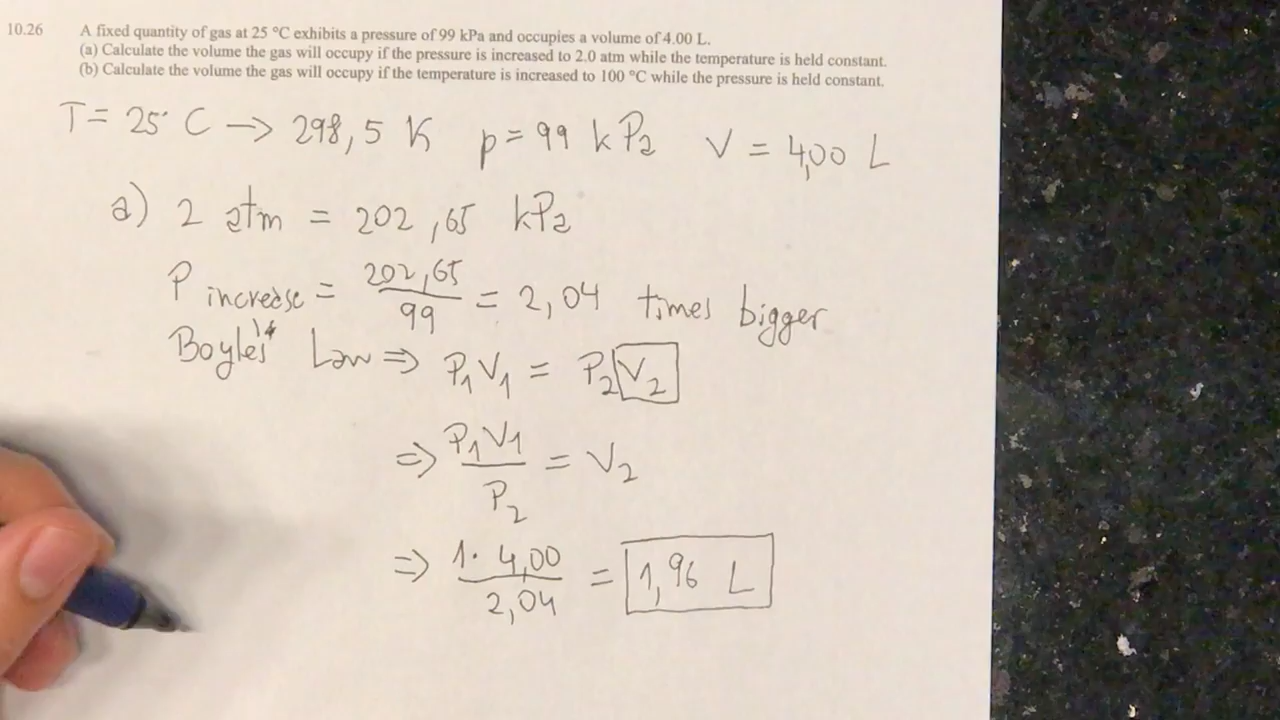 10.26 A fixed quantity of gas at 25 °C exhibits a pressure of 99 kPa and occupies a volume of 4.00 L.
(a) Calculate the volume the gas will occupy if the pressure is increased to 2.0 atm while the temperature is held constant.
(b) Calculate the volume the gas will occupy if the temperature is increased to 100 °C while the pressure is held constant.
T = 25° C → 298,5 K p = 99 kPa V = 4,00 L
a) 2 atm = 202,65 kPa
P increase = 202,65 / 99 = 2,04 times bigger
Boyle's Law ⇒ P₁V₁ = P₂V₂
⇒ P₁V₁ / P₂ = V₂
⇒ 1 · 4,00 / 2,04 = 1,96 L